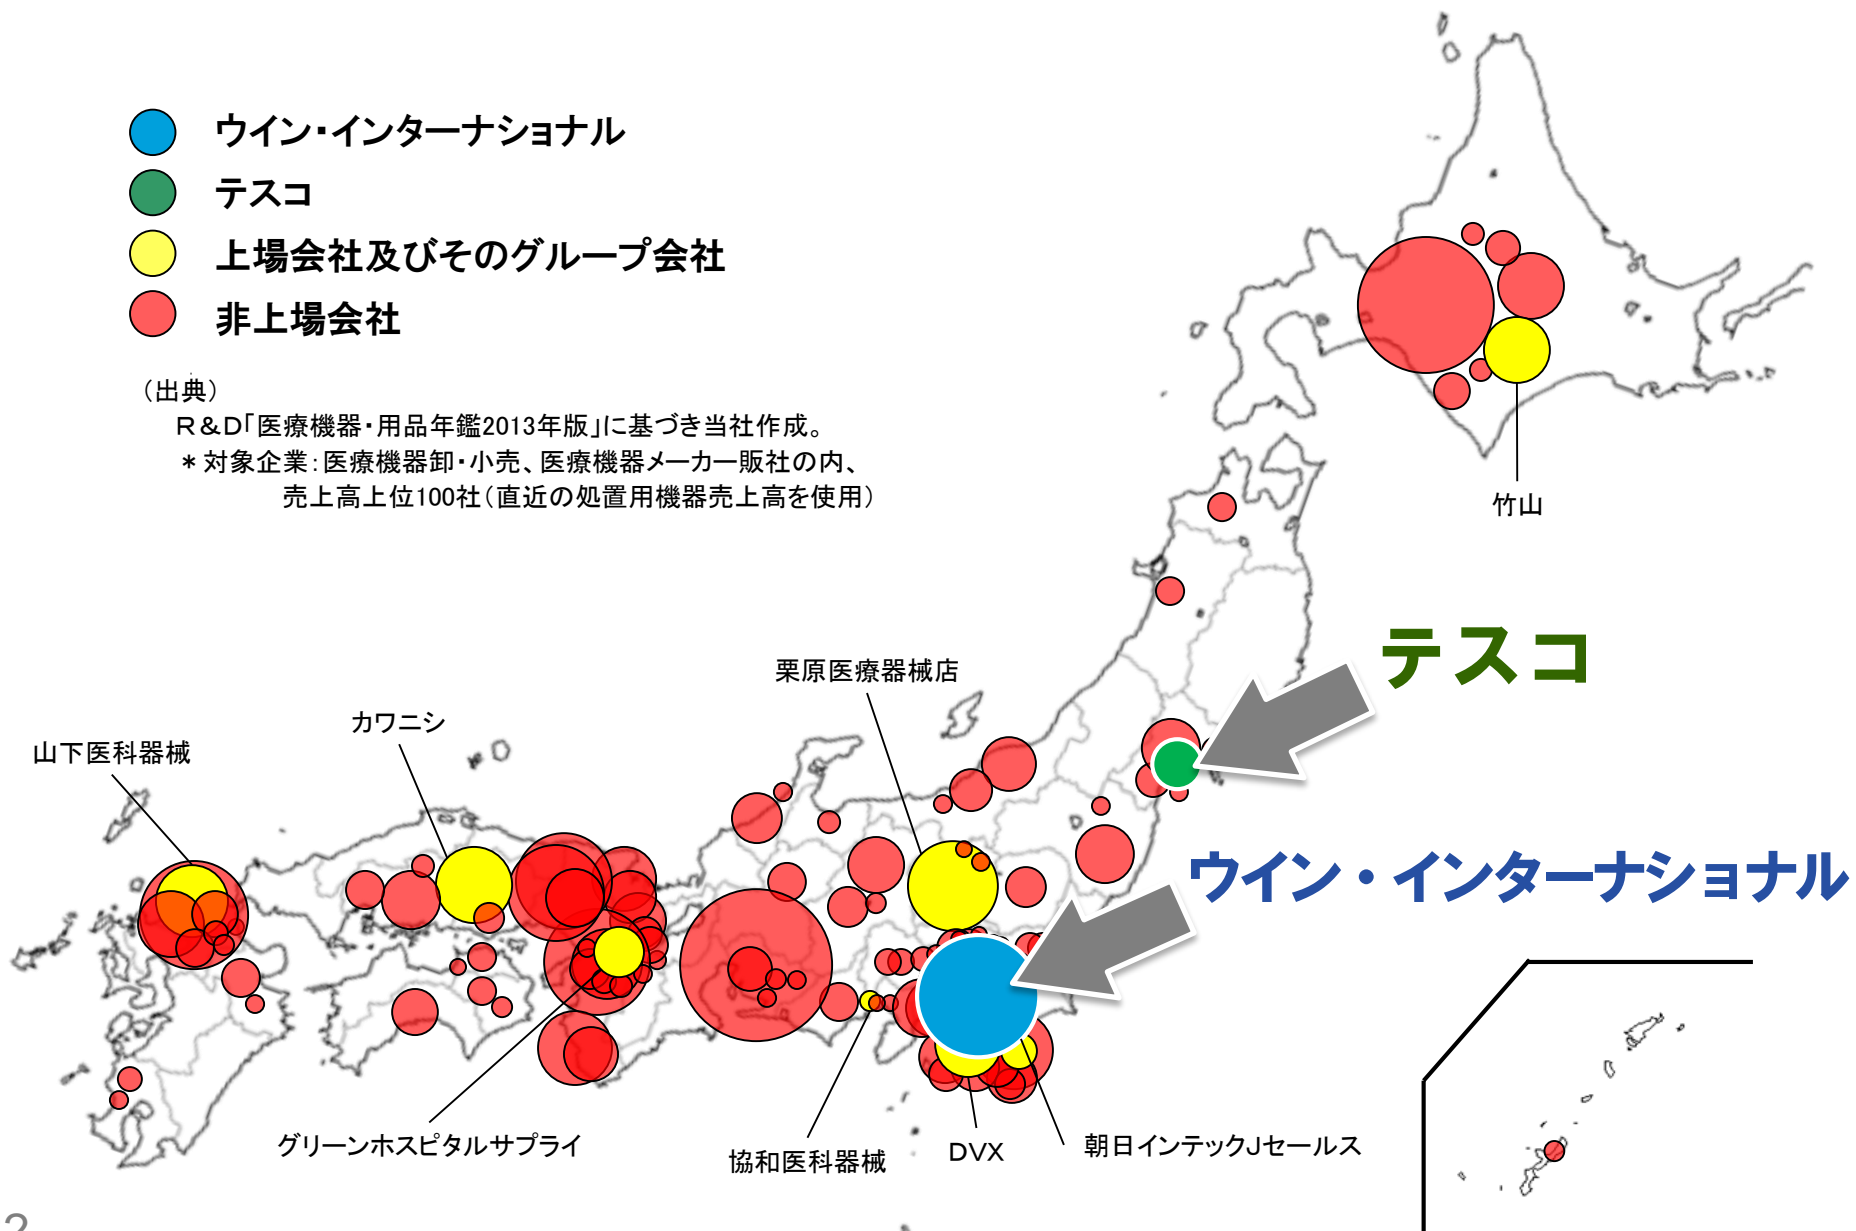 ウイン・インターナショナル
テスコ
上場会社及びそのグループ会社
非上場会社
（出典）
Ｒ＆Ｄ「医療機器・用品年鑑2013年版」に基づき当社作成。
＊対象企業：医療機器卸・小売、医療機器メーカー販社の内、
売上高上位100社（直近の処置用機器売上高を使用）
竹山
テスコ
栗原医療器械店
カワニシ
山下医科器械
ウイン・インターナショナル
グリーンホスピタルサプライ
協和医科器械
ＤＶＸ
朝日インテックＪセールス
2